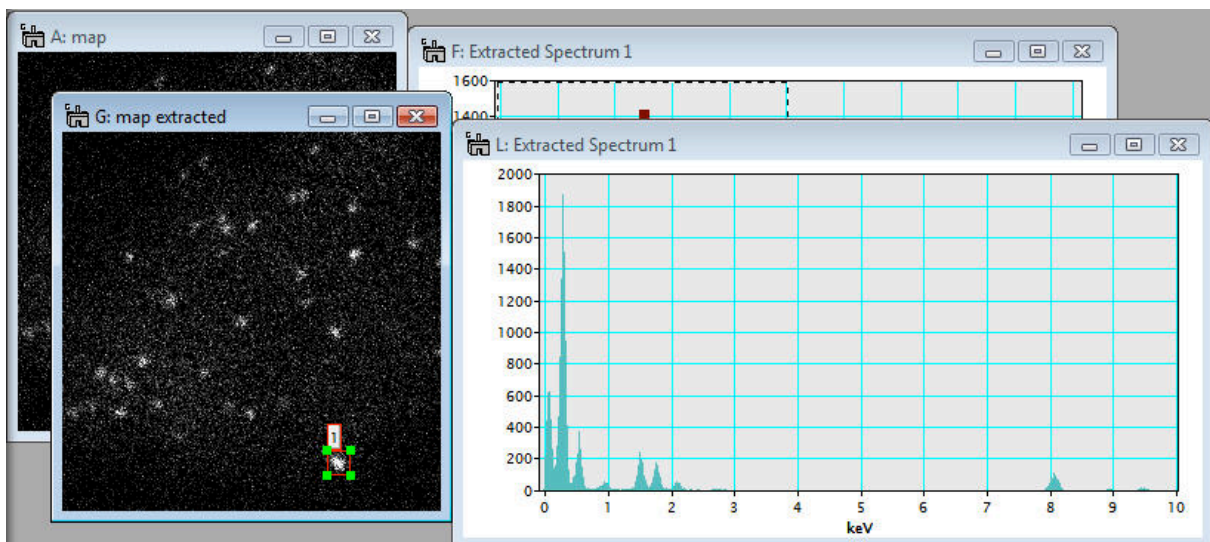 A: map
F: Extracted Spectrum 1
1600
1400
G: map extracted
1
L: Extracted Spectrum 1
2000
1800
1600
1400
1200
1000
800
600
400
200
0
0 1 2 3 4 5 6 7 8 9 10
keV